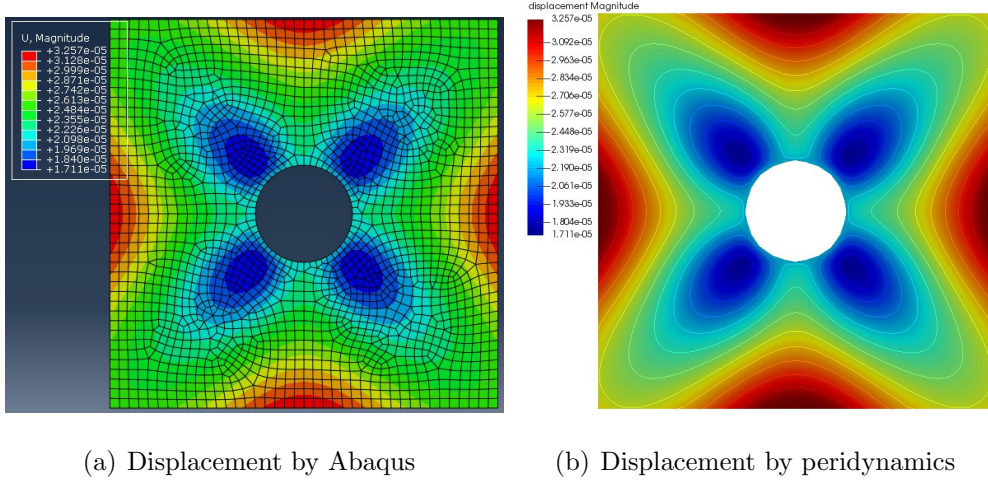 U, Magnitude
+3.257e-05
+3.128e-05
+2.999e-05
+2.871e-05
+2.742e-05
+2.613e-05
+2.484e-05
+2.355e-05
+2.226e-05
+2.098e-05
+1.969e-05
+1.840e-05
+1.711e-05
displacement Magnitude
3.257e-05
3.092e-05
2.963e-05
2.834e-05
2.706e-05
2.577e-05
2.448e-05
2.319e-05
2.190e-05
2.061e-05
1.933e-05
1.804e-05
1.711e-05
(a) Displacement by Abaqus
(b) Displacement by peridynamics